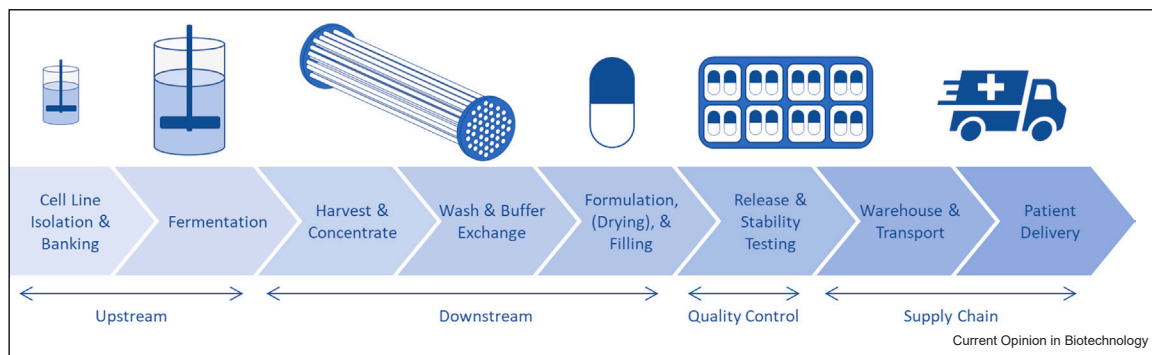 Cell Line
Isolation &
Banking
Fermentation
Harvest &
Concentrate
Wash & Buffer
Exchange
Formulation,
(Drying), &
Filling
Release &
Stability
Testing
Warehouse &
Transport
Patient
Delivery
Upstream
Downstream
Quality Control
Supply Chain
Current Opinion in Biotechnology